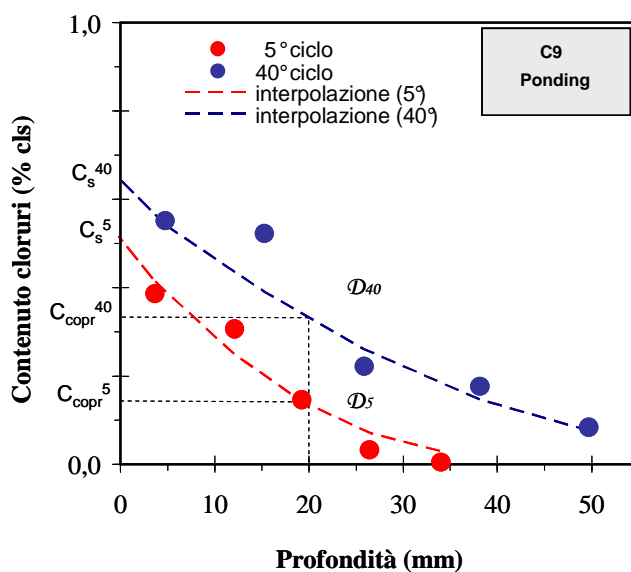 1,0
5° ciclo
40° ciclo
interpolazione (5°)
interpolazione (40°)
C9
Ponding
Contenuto cloruri (% cls)
Cs40
Cs5
Ccopr40
Ccopr5
D40
D5
0,0
0 10 20 30 40 50
Profondità (mm)